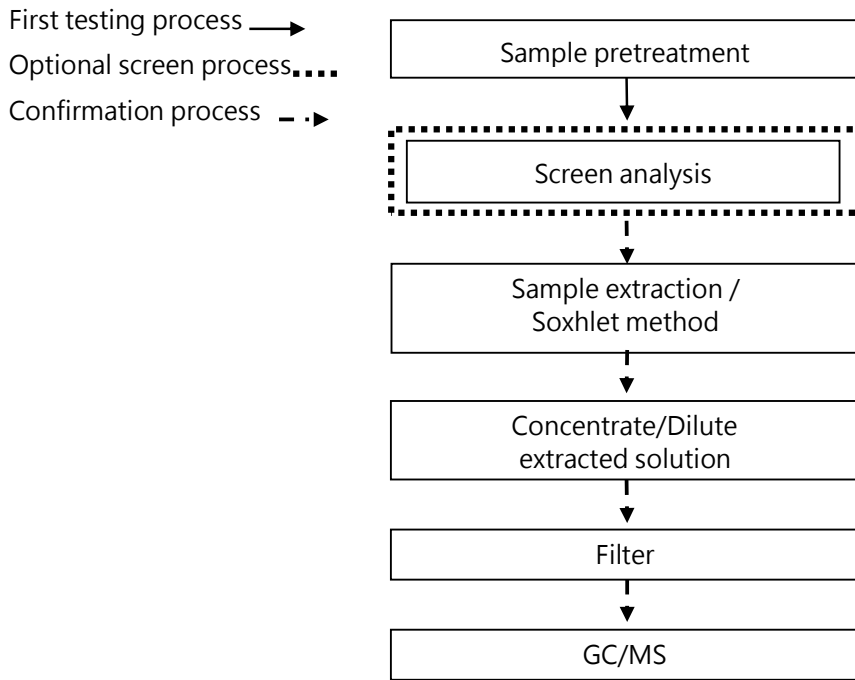 First testing process
Optional screen process
Confirmation process
Sample pretreatment
Screen analysis
Sample extraction /
Soxhlet method
Concentrate/Dilute
extracted solution
Filter
GC/MS